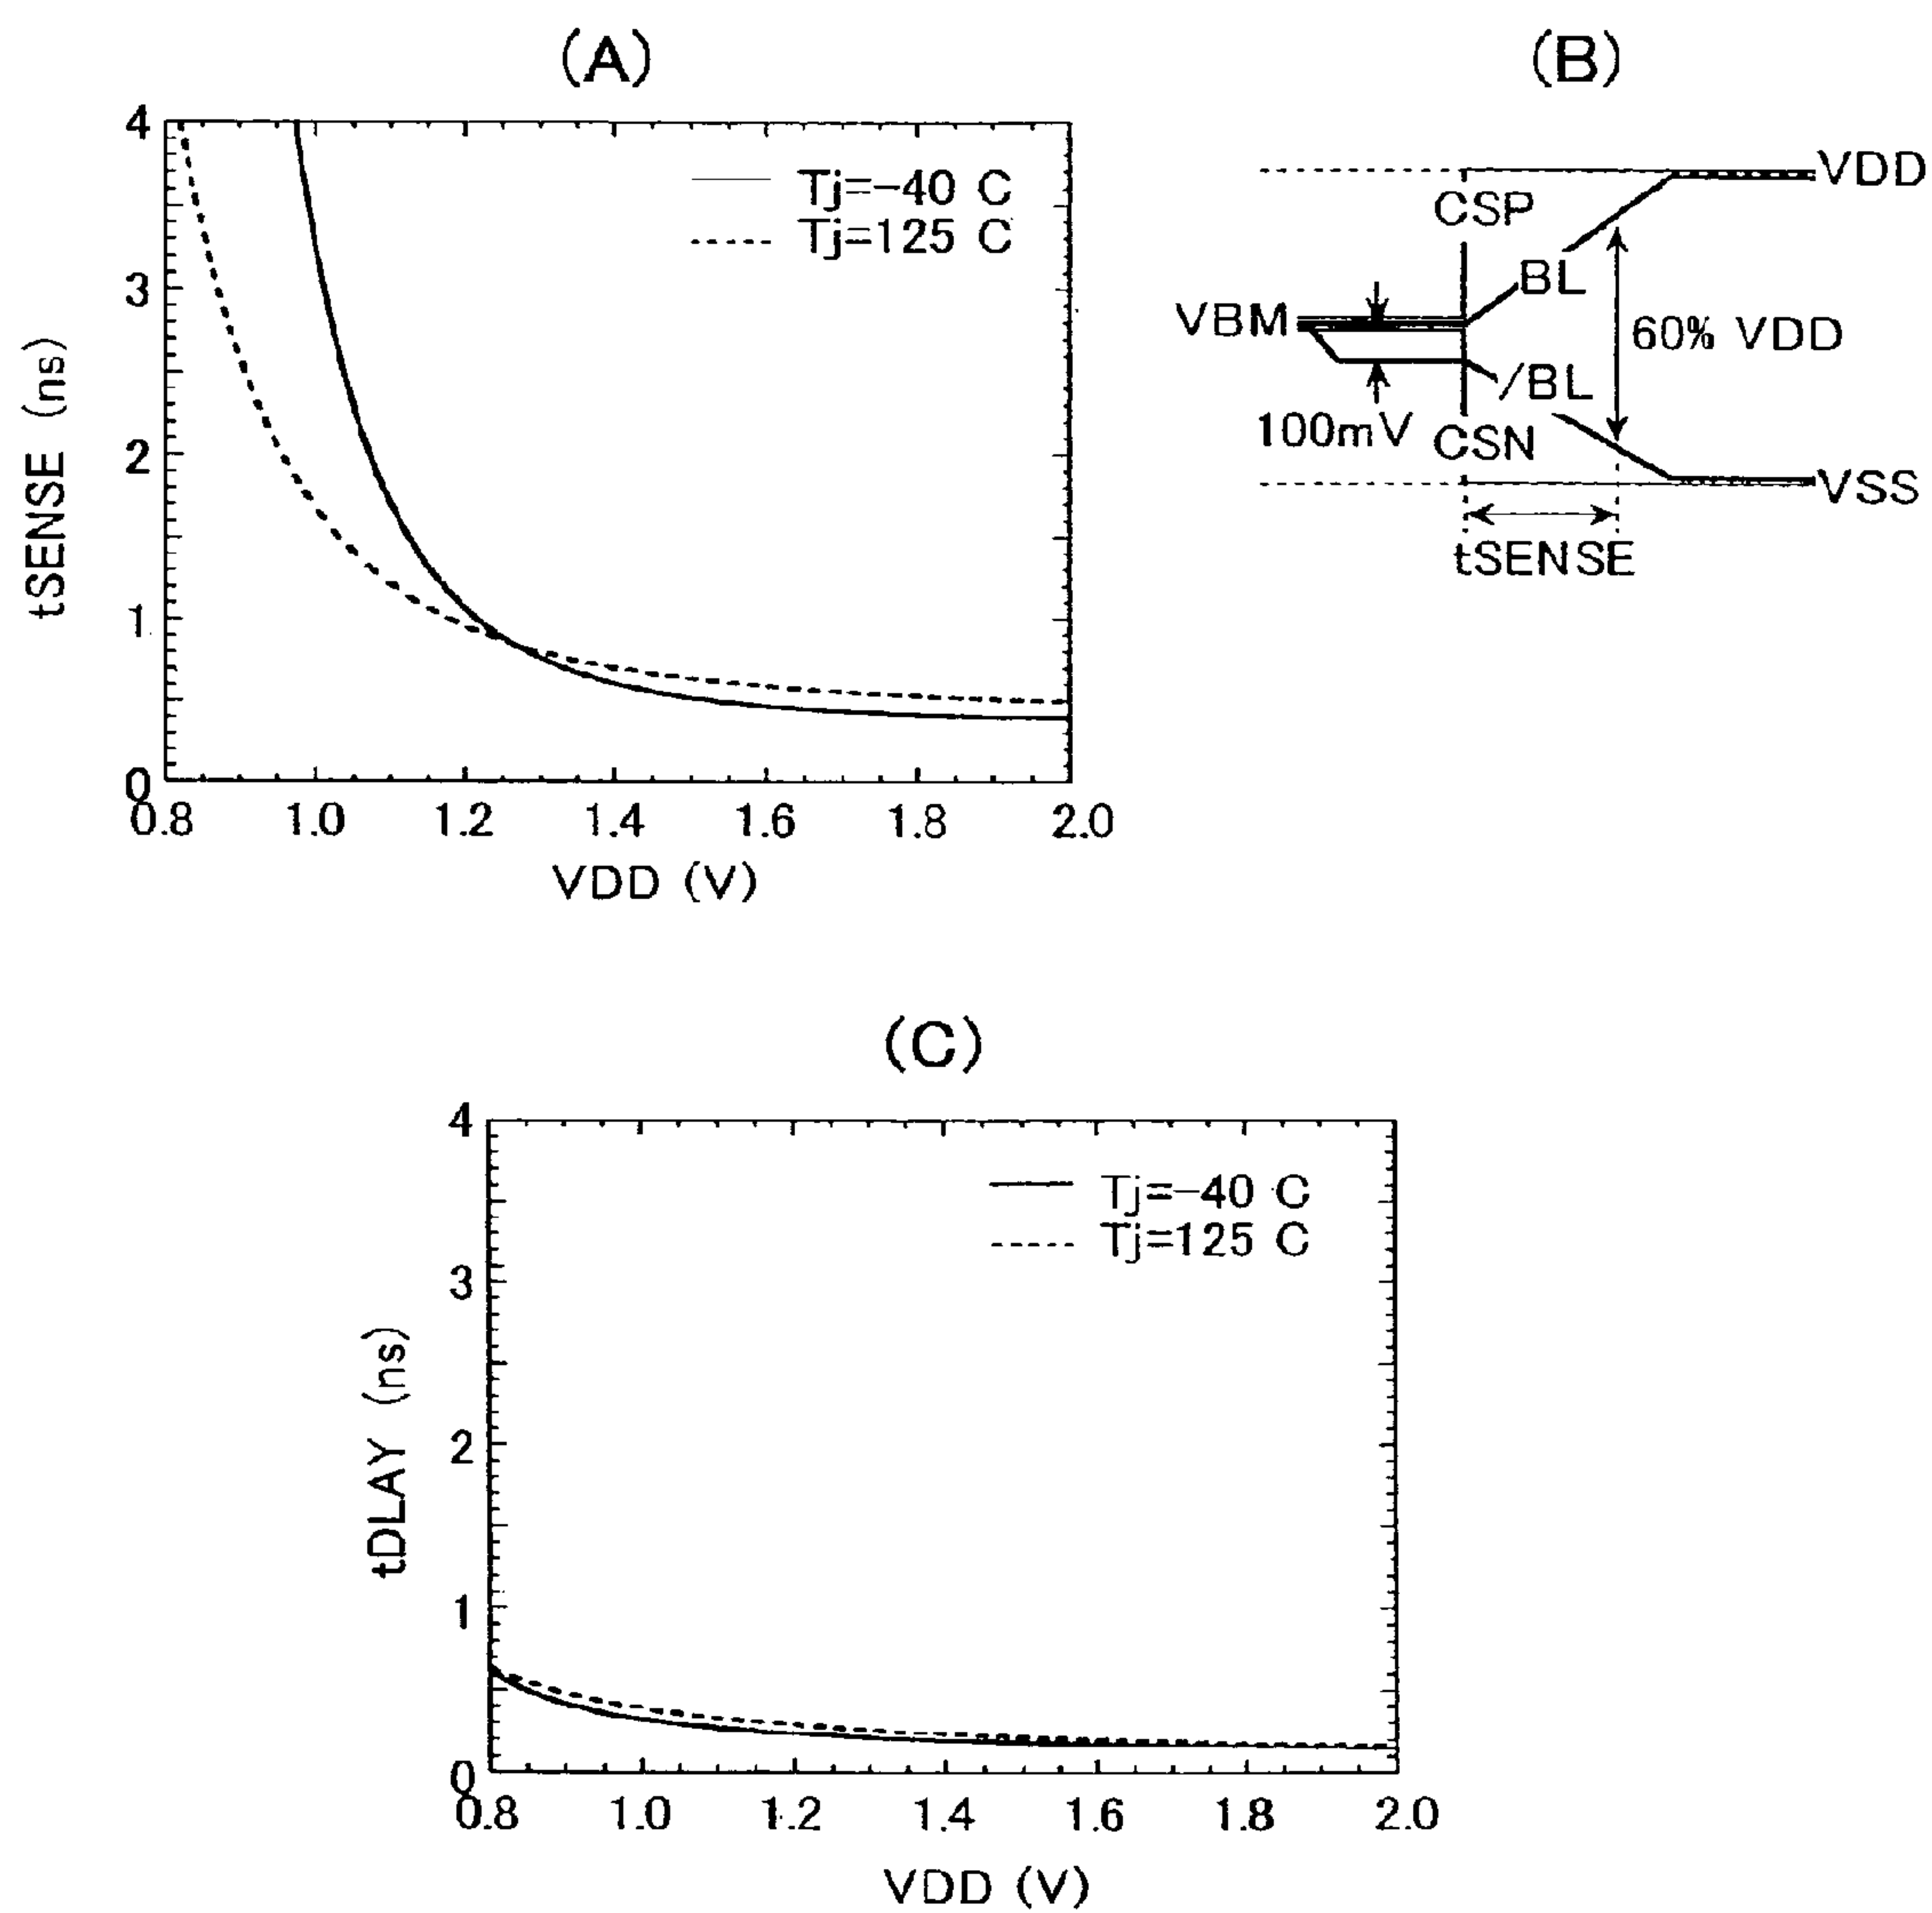 (A)
4
3
2
1
0
tSENSE (ns)
Tj=-40 C
Tj=125 C
0.8 1.0 1.2 1.4 1.6 1.8 2.0
VDD (V)
(B)
VDD
CSP
BL
VBM
60% VDD
/BL
100mV
CSN
VSS
tSENSE
(C)
4
3
2
1
0
tDLAY (ns)
Tj=-40 C
Tj=125 C
0.8 1.0 1.2 1.4 1.6 1.8 2.0
VDD (V)